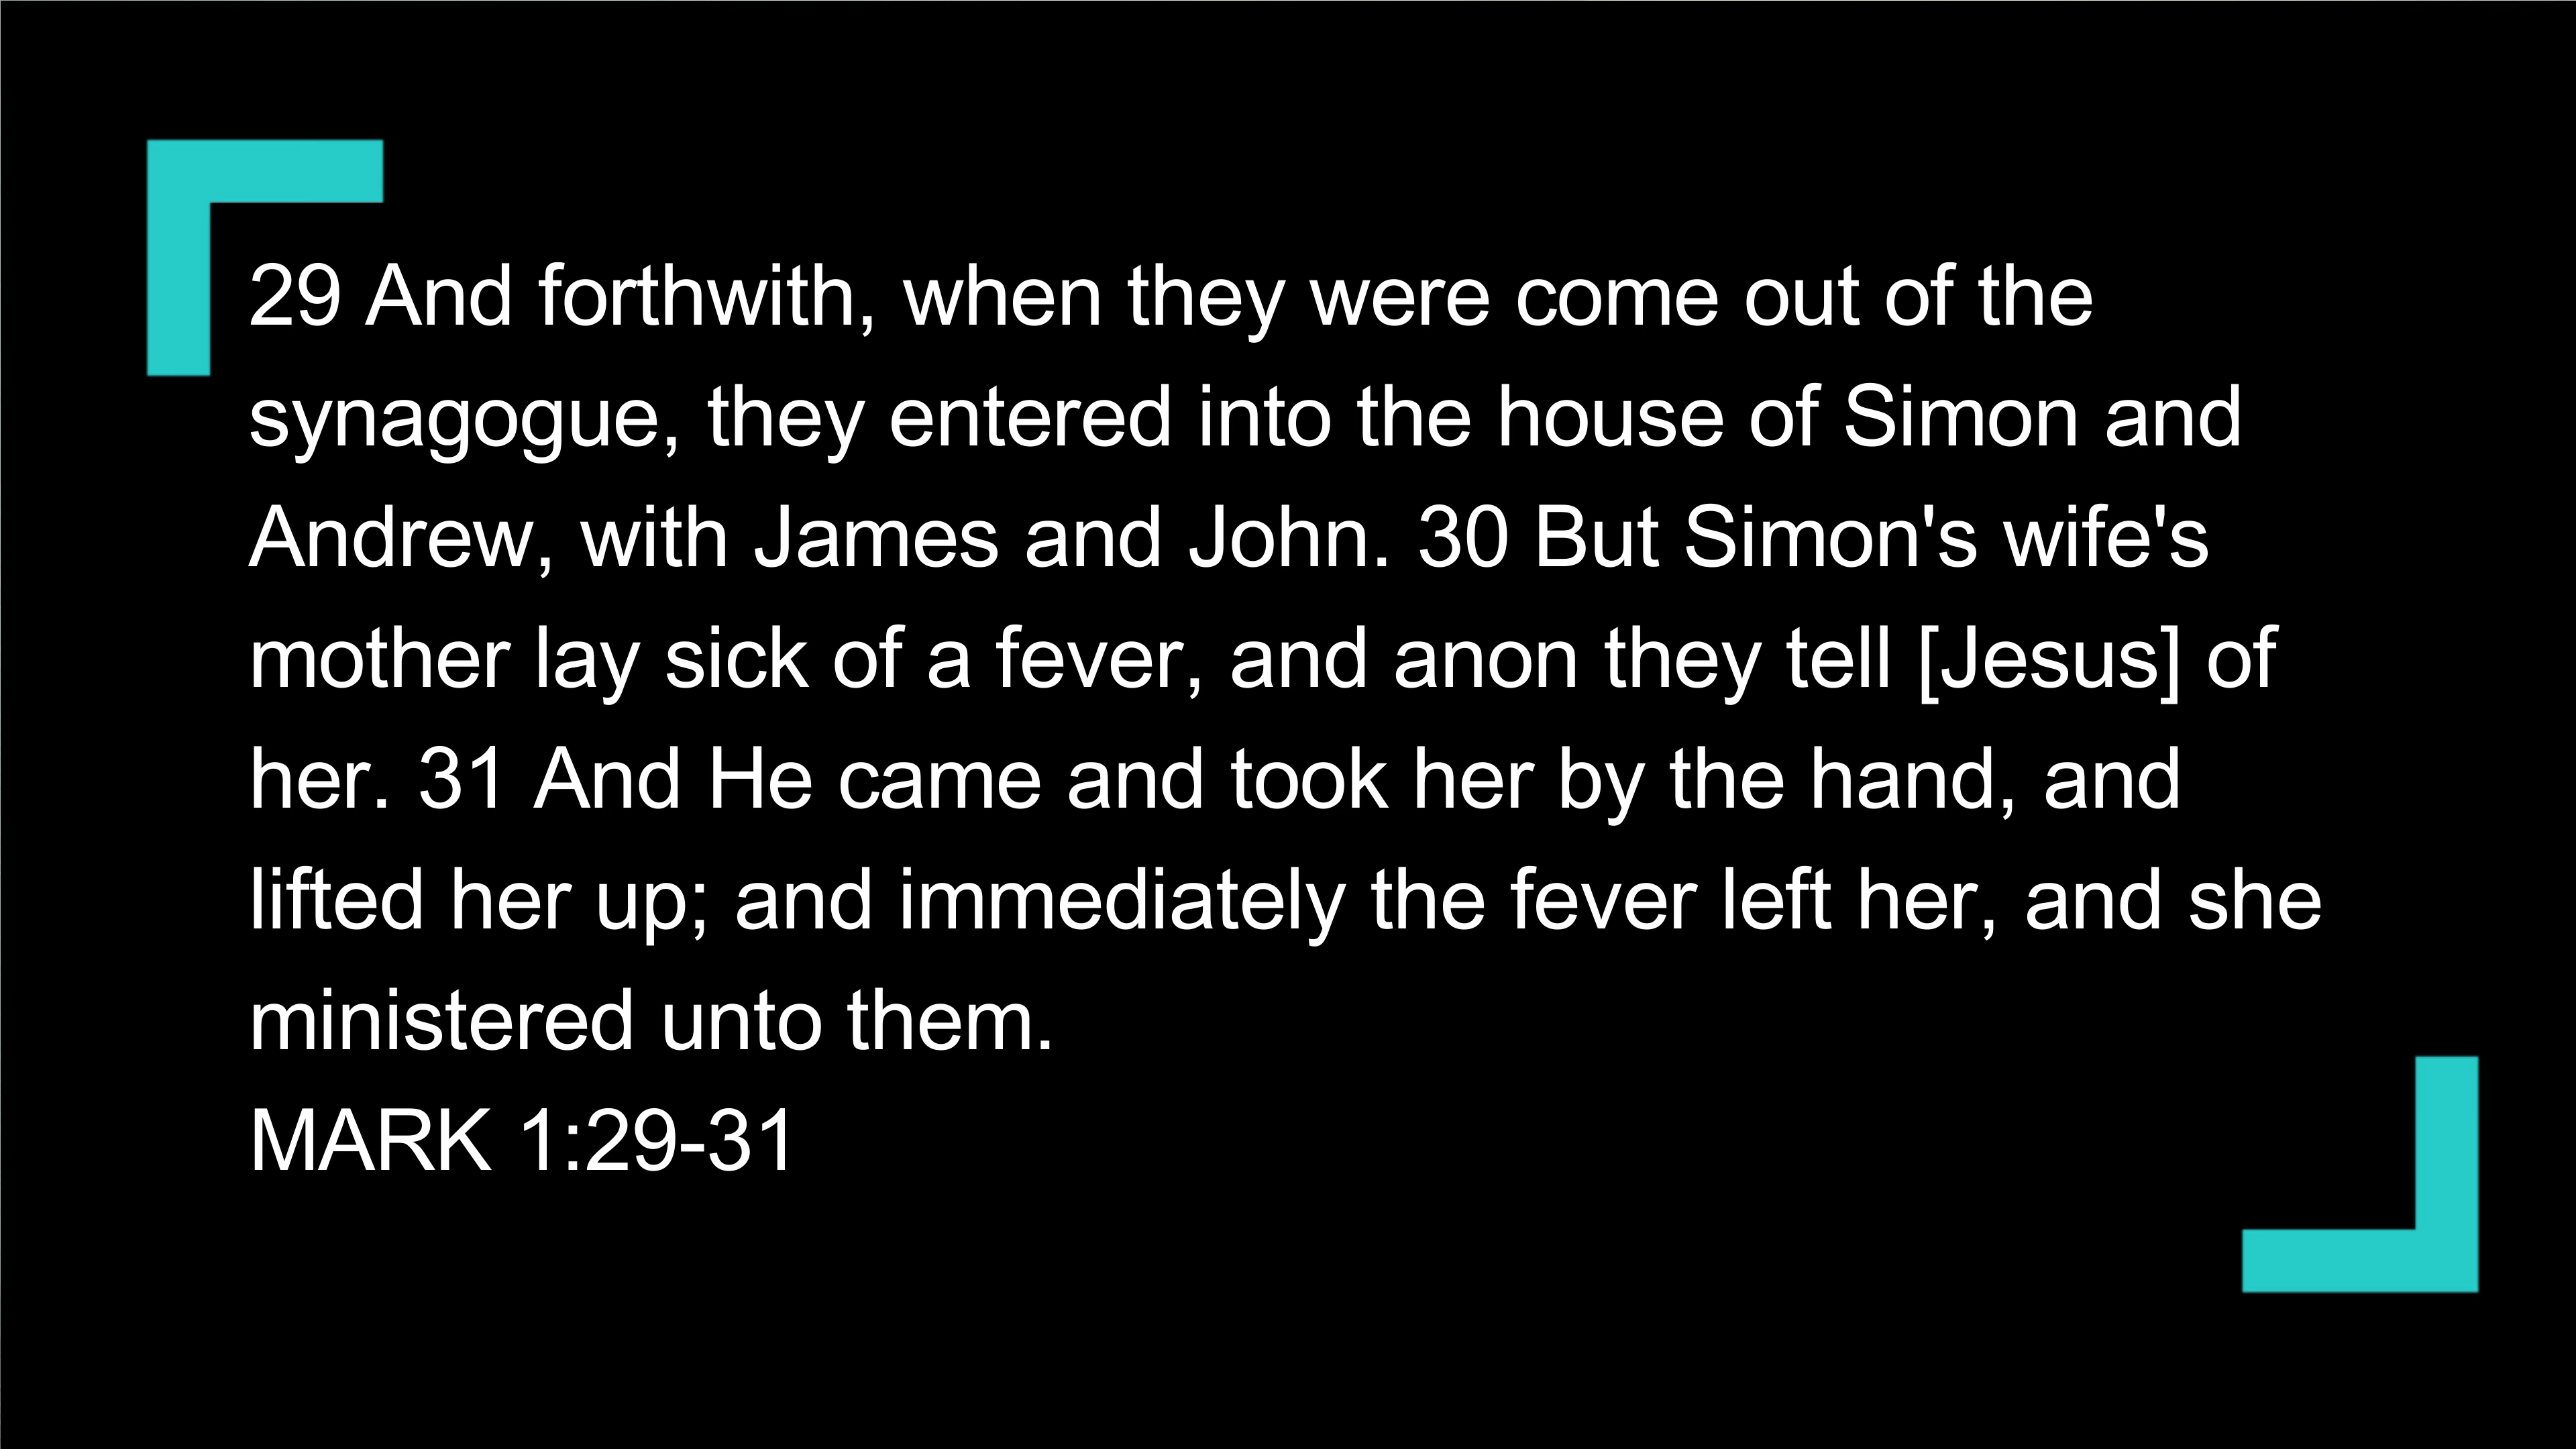 29 And forthwith, when they were come out of the
synagogue, they entered into the house of Simon and
Andrew, with James and John. 30 But Simon's wife's
mother lay sick of a fever, and anon they tell [Jesus] of
her. 31 And He came and took her by the hand, and
lifted her up; and immediately the fever left her, and she
ministered unto them.
MARK 1:29-31